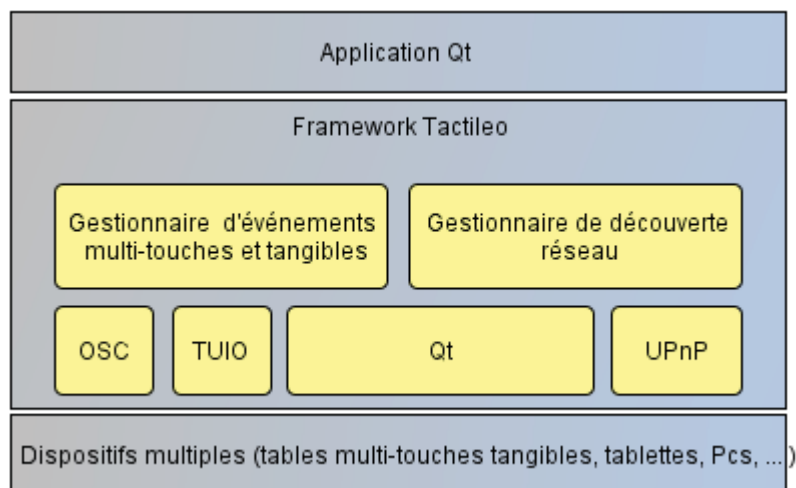 Application Qt
Framework Tactileo
Gestionnaire d'événements
multi-touches et tangibles
Gestionnaire de découverte
réseau
OSC
TUIO
Qt
UPnP
Dispositifs multiples (tables multi-touches tangibles, tablettes, Pcs, ...)